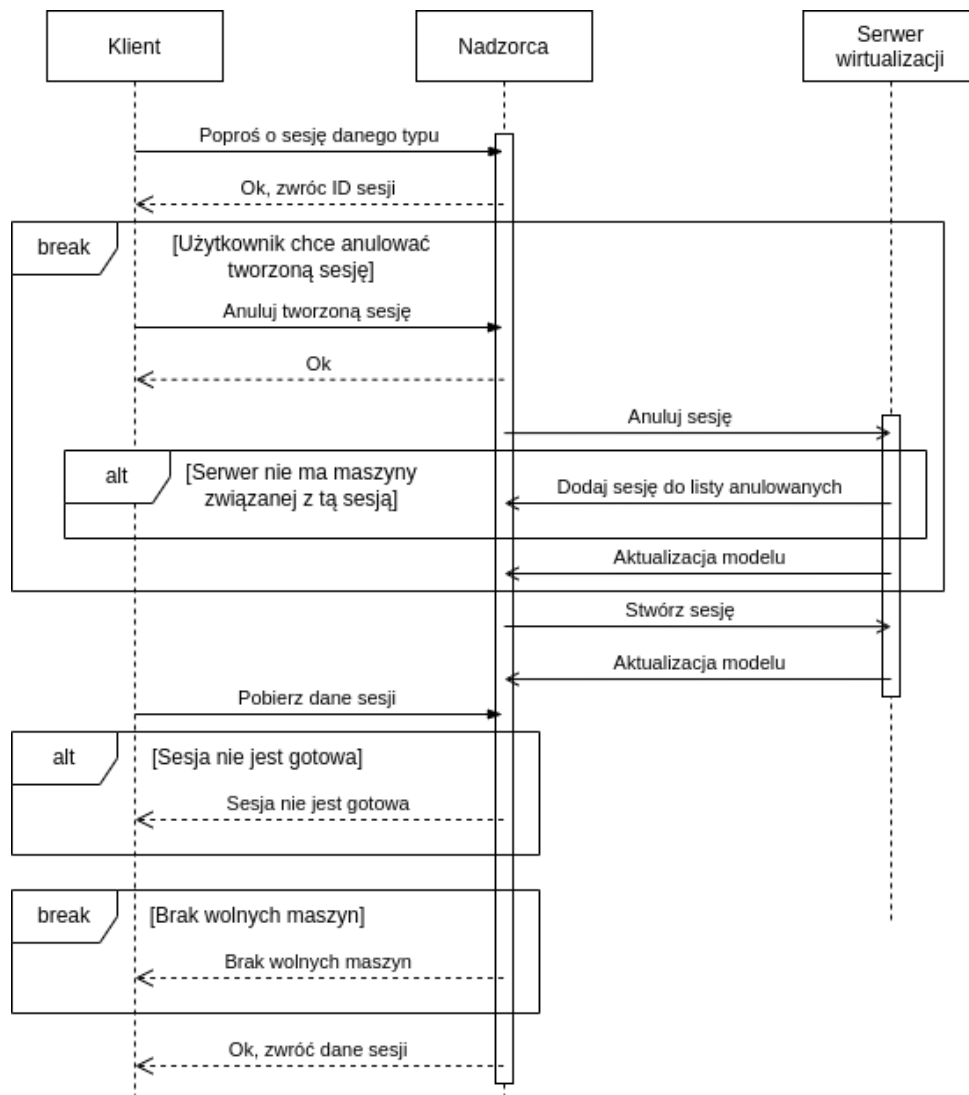 Klient
Nadzorca
Serwer
wirtualizacji
Poproś o sesję danego typu
Ok, zwróc ID sesji
break
[Użytkownik chce anulować
tworzoną sesję]
Anuluj tworzoną sesję
Ok
Anuluj sesję
alt
[Serwer nie ma maszyny
związanej z tą sesją]
Dodaj sesję do listy anulowanych
Aktualizacja modelu
Stwórz sesję
Aktualizacja modelu
Pobierz dane sesji
alt
[Sesja nie jest gotowa]
Sesja nie jest gotowa
break
[Brak wolnych maszyn]
Brak wolnych maszyn
Ok, zwróć dane sesji